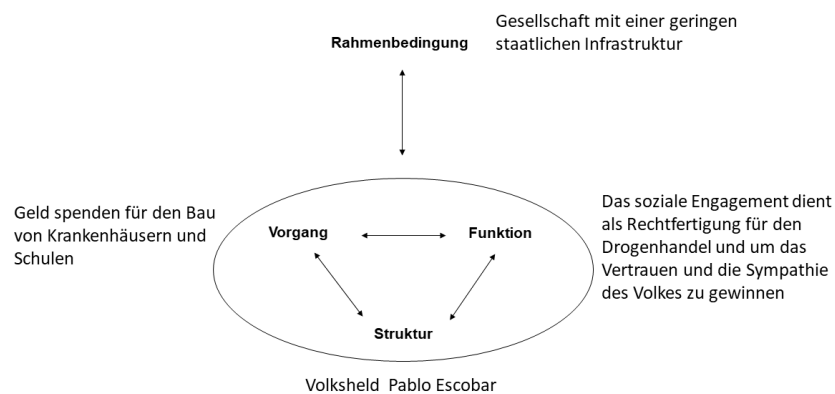 Gesellschaft mit einer geringen
staatlichen Infrastruktur
Rahmenbedingung
Geld spenden für den Bau
von Krankenhäusern und
Schulen
Vorgang
Funktion
Struktur
Das soziale Engagement dient
als Rechtfertigung für den
Drogenhandel und um das
Vertrauen und die Sympathie
des Volkes zu gewinnen
Volksheld Pablo Escobar